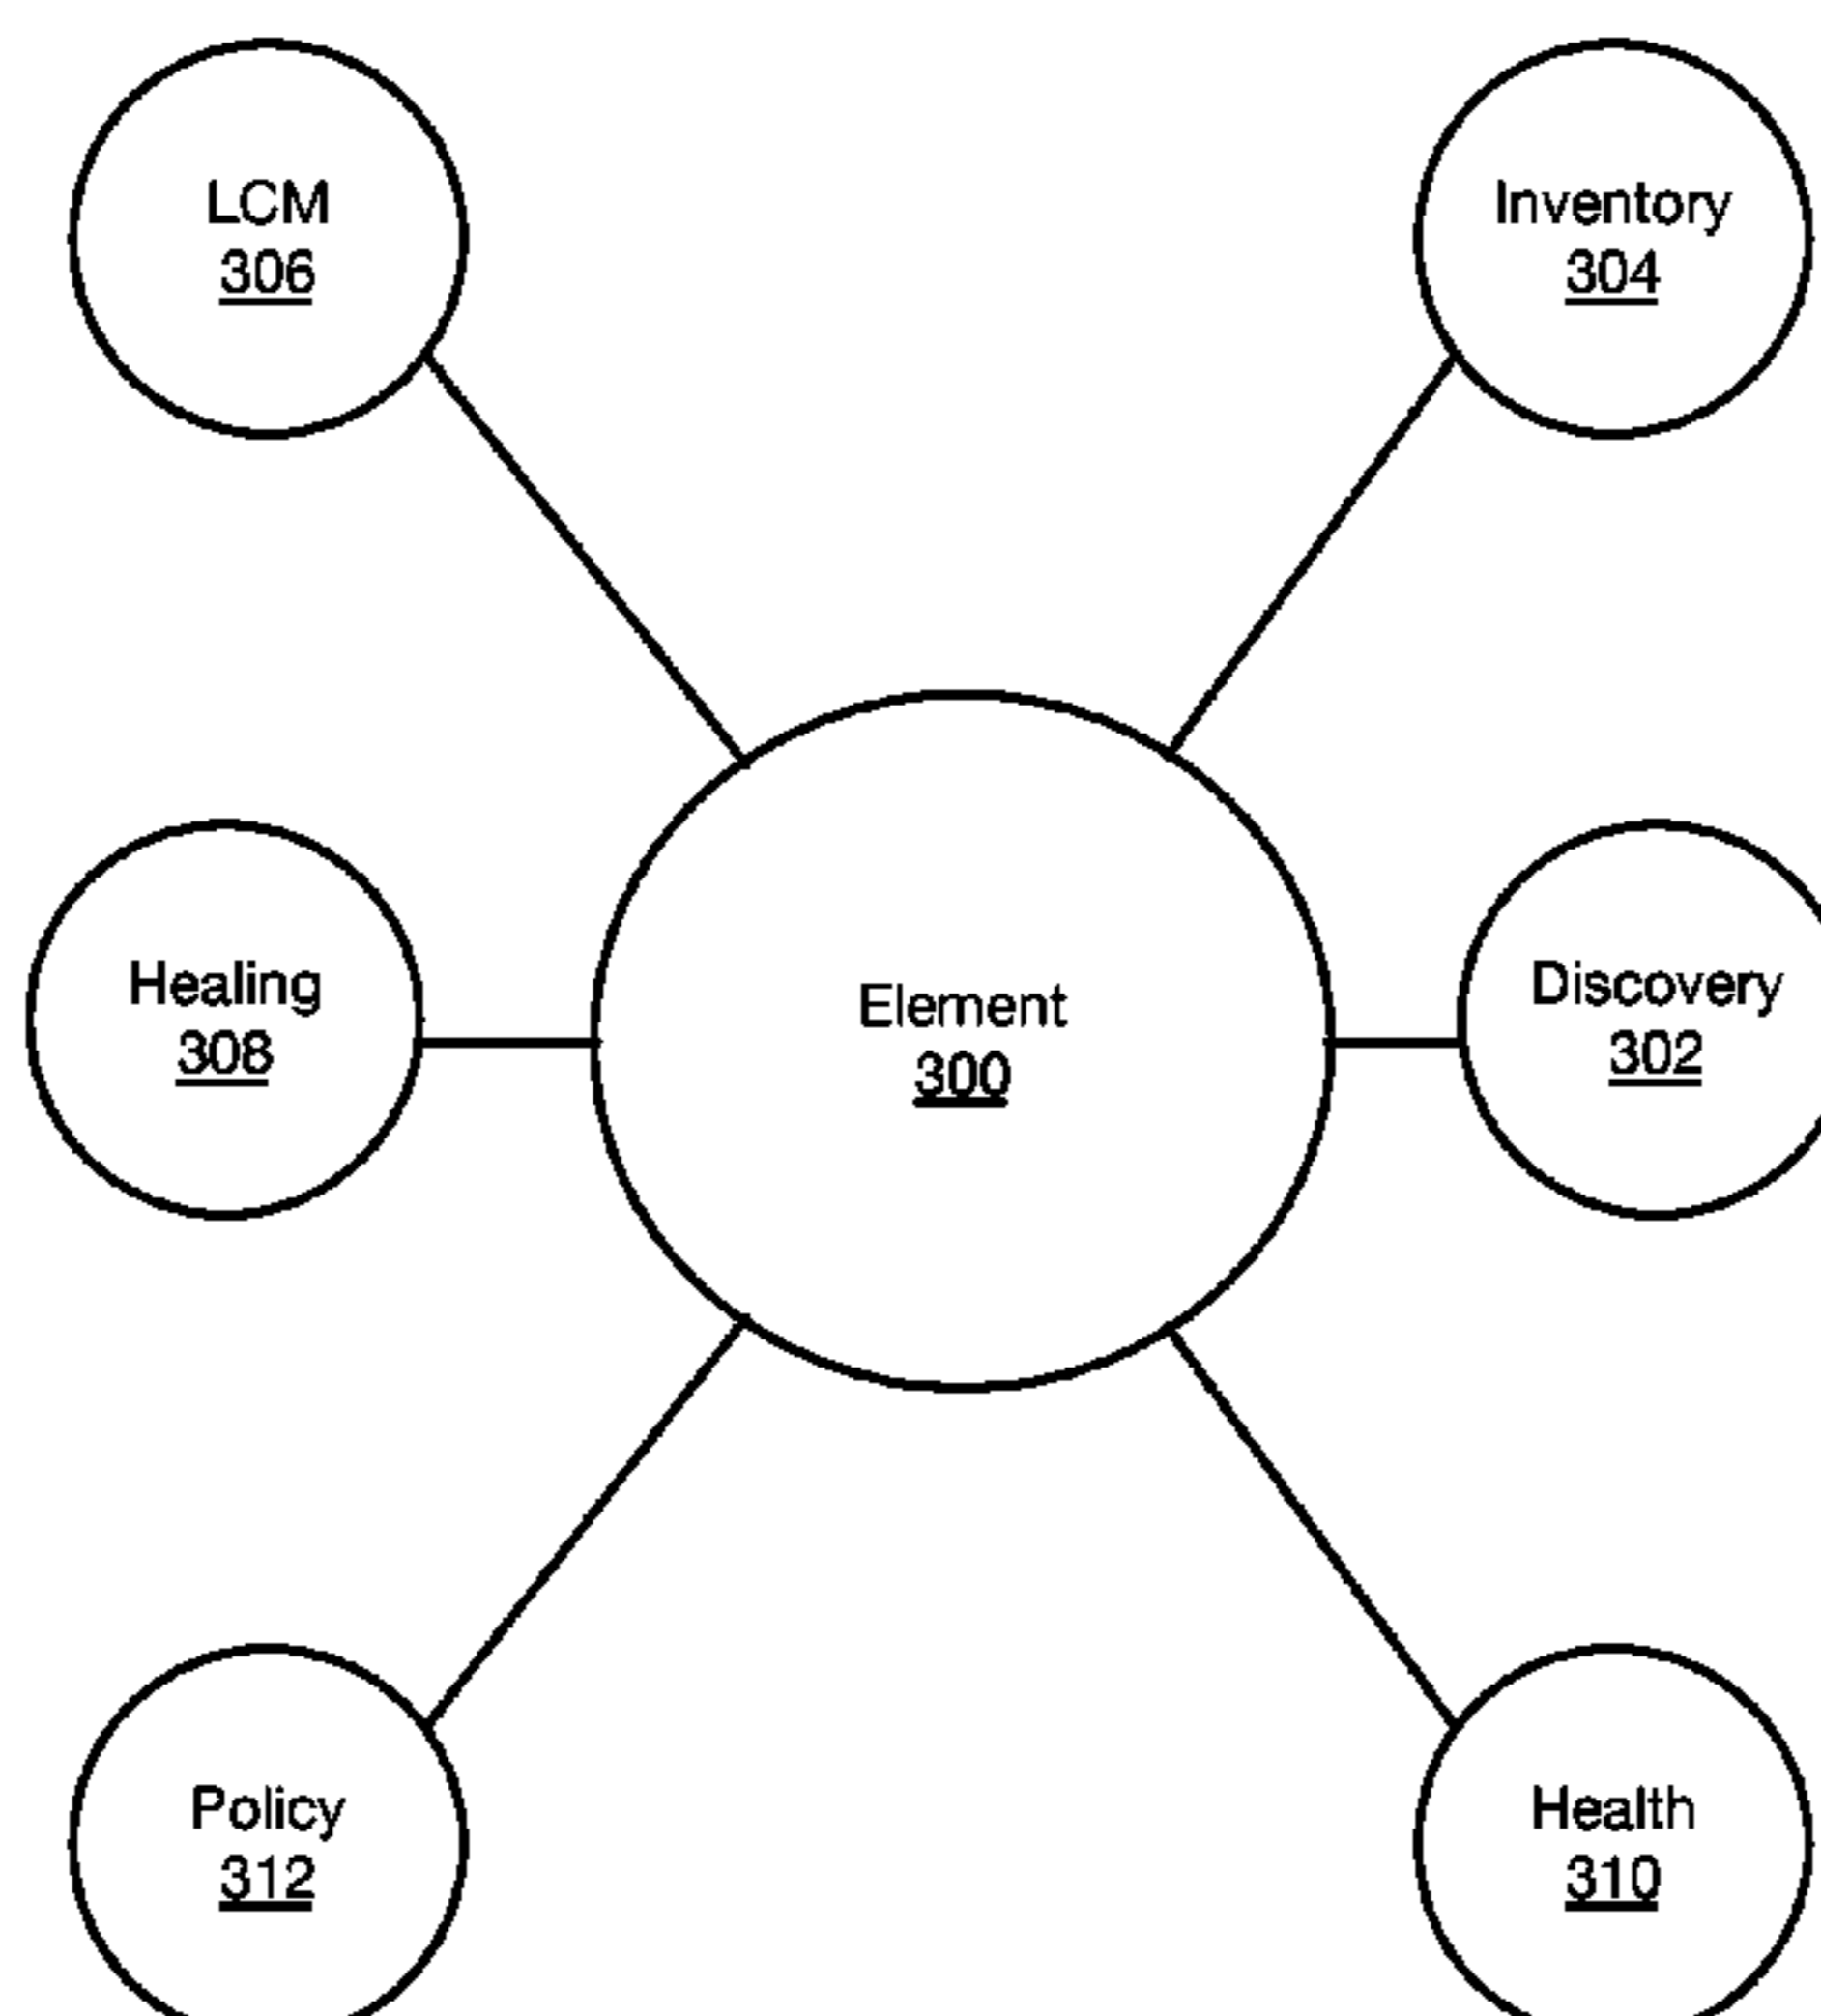 LCM
306
Inventory
304
Healing
308
Element
300
Discovery
302
Policy
312
Health
310